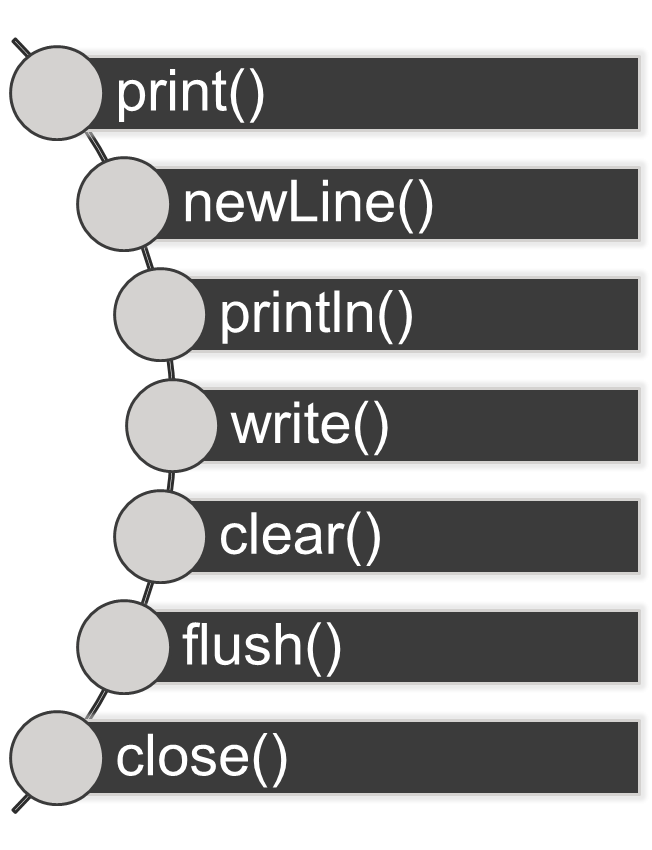 print()
newLine()
println()
write()
clear()
flush()
close()